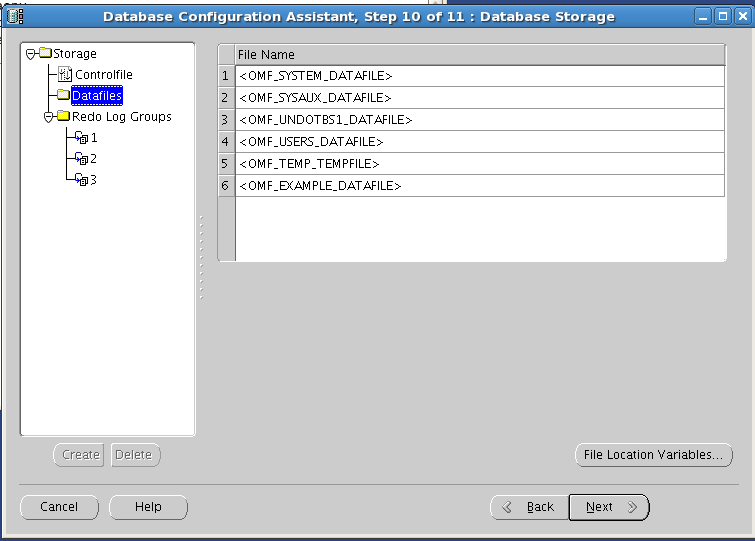 Database Configuration Assistant, Step 10 of 11 : Database Storage
Storage
Controlfile
Datafiles
Redo Log Groups
1
2
3
File Name
1 <OMF_SYSTEM_DATAFILE>
2 <OMF_SYSAUX_DATAFILE>
3 <OMF_UNDOTBS1_DATAFILE>
4 <OMF_USERS_DATAFILE>
5 <OMF_TEMP_TEMPFILE>
6 <OMF_EXAMPLE_DATAFILE>
Create Delete
File Location Variables...
Cancel Help Back Next